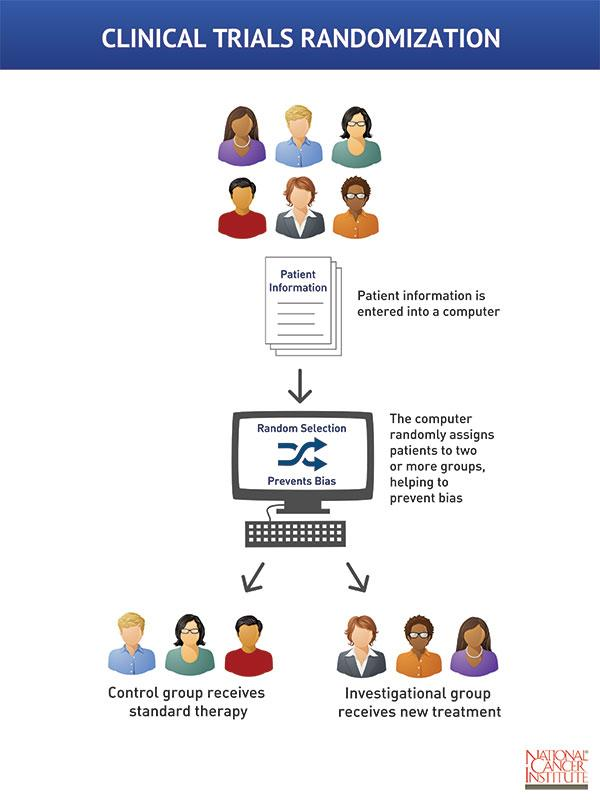 CLINICAL TRIALS RANDOMIZATION
Patient
Information
Patient information is
entered into a computer
Random Selection
Prevents Bias
The computer
randomly assigns
patients to two
or more groups,
helping to
prevent bias
Control group receives
standard therapy
Investigational group
receives new treatment
NATIONAL®
CANCER
INSTITUTE